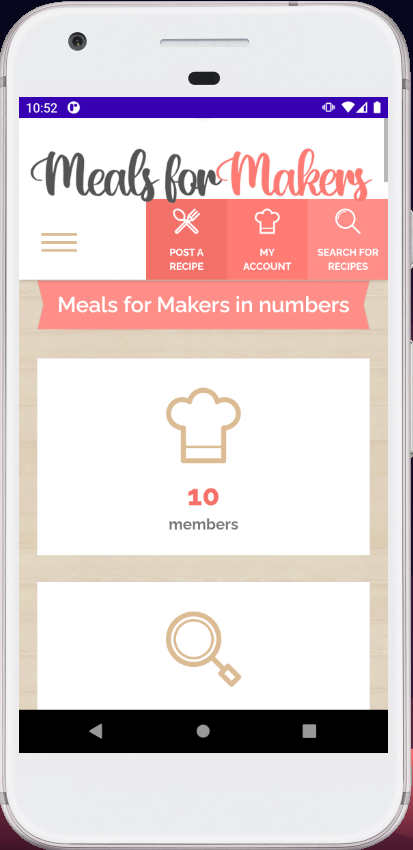 10:52
Meals for Makers
POST A
RECIPE
MY
ACCOUNT
SEARCH FOR
RECIPES
Meals for Makers in numbers
10
members